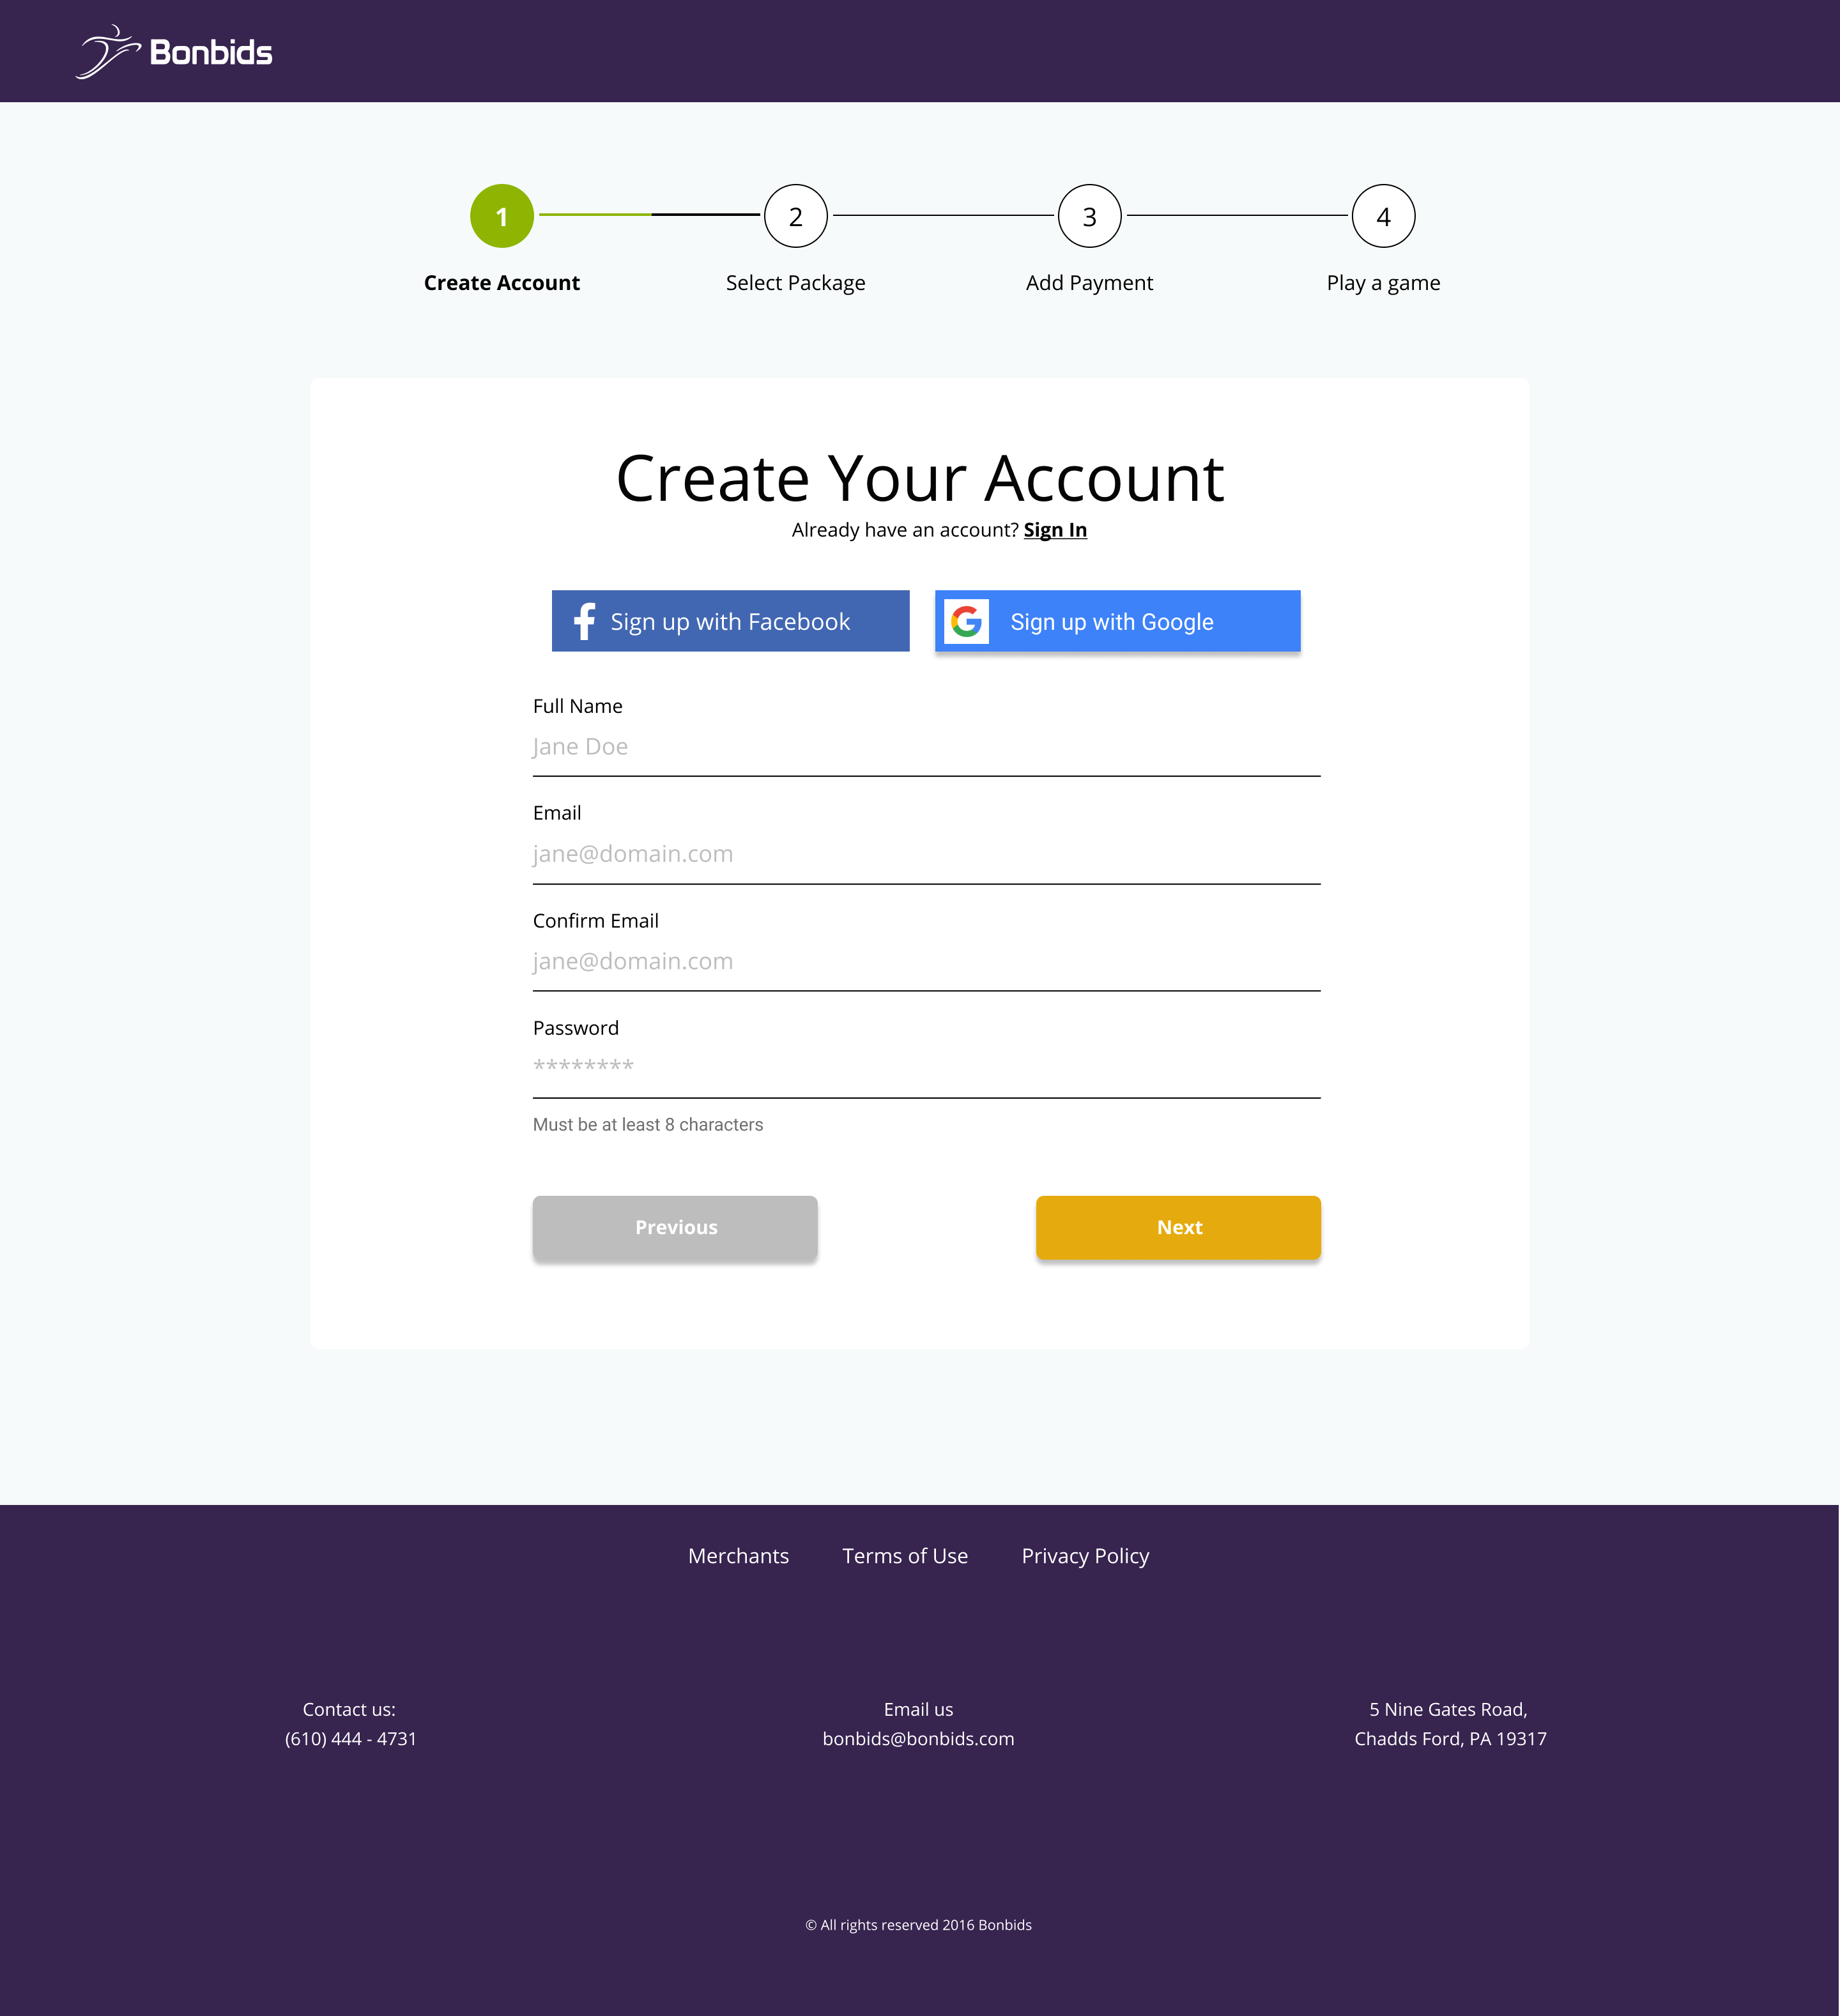 Bonbids
1 2 3 4
Create Account Select Package Add Payment Play a game
Create Your Account
Already have an account? Sign In
Sign up with Facebook
G Sign up with Google
Full Name
Jane Doe
Email
jane@domain.com
Confirm Email
jane@domain.com
Password
********
Must be at least 8 characters
Previous Next
Merchants Terms of Use Privacy Policy
Contact us:
(610) 444 - 4731
Email us
bonbids@bonbids.com
5 Nine Gates Road,
Chadds Ford, PA 19317
© All rights reserved 2016 Bonbids